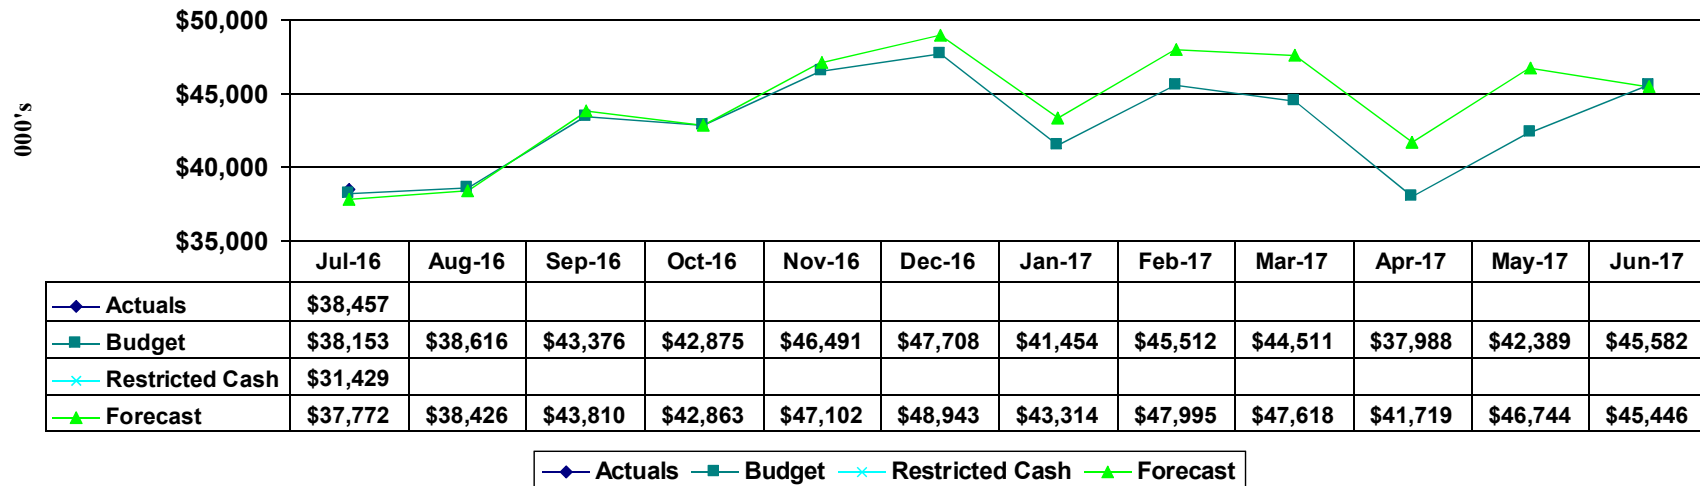 $50,000
$45,000
$40,000
$35,000
000's
Jul-16 Aug-16 Sep-16 Oct-16 Nov-16 Dec-16 Jan-17 Feb-17 Mar-17 Apr-17 May-17 Jun-17
Actuals $38,457
Budget $38,153 $38,616 $43,376 $42,875 $46,491 $47,708 $41,454 $45,512 $44,511 $37,988 $42,389 $45,582
Restricted Cash $31,429
Forecast $37,772 $38,426 $43,810 $42,863 $47,102 $48,943 $43,314 $47,995 $47,618 $41,719 $46,744 $45,446
Actuals Budget Restricted Cash Forecast